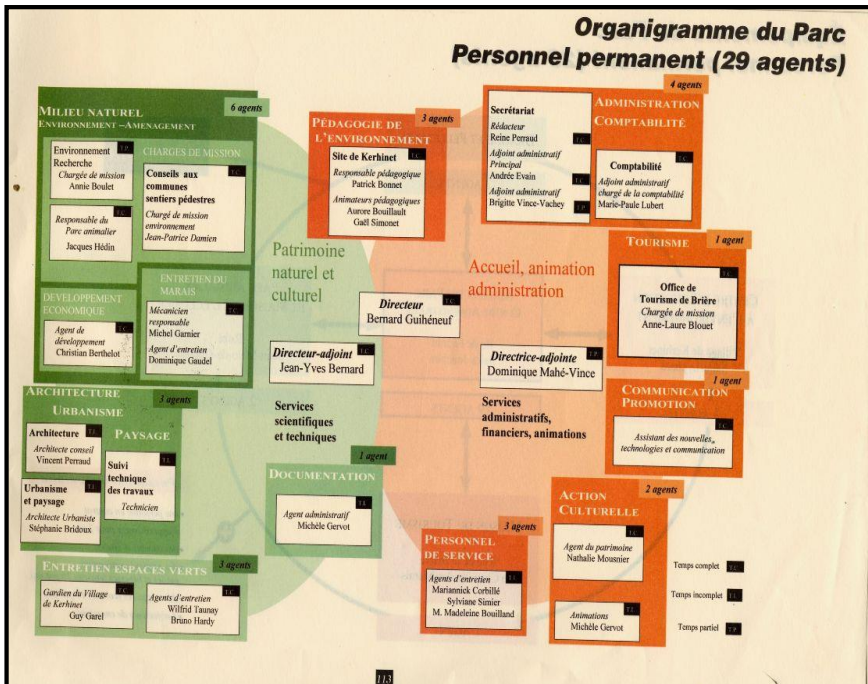 Organigramme du Parc
Personnel permanent (29 agents)
6 agents
MILIEU NATUREL
ENVIRONNEMENT –AMENAGEMENT
Environnement
Recherche
T.P.
Chargée de mission
Annie Boulet
Responsable du
Parc animalier
T.C.
Jacques Hédin
CHARGES DE MISSION
Conseils aux
communes
sentiers pédestres
T.C.
Chargé de mission
environnement
Jean-Patrice Damien
DEVELOPPEMENT
ECONOMIQUE
Agent de
développement
T.C.
Christian Berthelot
ENTRETIEN DU
MARAIS
Mécanicien
responsable
T.C.
Michel Garnier
Agent d'entretien
Dominique Gaudel
3 agents
PÉDAGOGIE DE
L'ENVIRONNEMENT
Site de Kerhinet
T.C.
Responsable pédagogique
Patrick Bonnet
Animateurs pédagogiques
Aurore Bouillault
Gaël Simonet
4 agents
ADMINISTRATION
COMPTABILITÉ
Secrétariat
Rédacteur
Reine Perraud
T.C.
Adjoint administratif
Principal
Andrée Evain
T.C.
Adjoint administratif
Brigitte Vince-Vachey
T.P.
Comptabilité
T.C.
Adjoint administratif
chargé de la comptabilité
Marie-Paule Lubert
Patrimoine
naturel et
culturel
Accueil, animation
administration
Directeur
T.C.
Bernard Guihéneuf
Directeur-adjoint
T.C.
Jean-Yves Bernard
Directrice-adjointe
T.P.
Dominique Mahé-Vince
Services
scientifiques
et techniques
Services
administratifs,
financiers, animations
1 agent
TOURISME
Office de
Tourisme de Brière
Chargée de mission
Anne-Laure Blouet
1 agent
COMMUNICATION
PROMOTION
Assistant des nouvelles
technologies et communication
3 agents
ARCHITECTURE
URBANISME
PAYSAGE
Architecture
Architecte conseil
Vincent Perraud
Urbanisme
et paysage
Architecte Urbaniste
Stéphanie Bridoux
Suivi
technique
des travaux
Technicien
1 agent
DOCUMENTATION
Agent administratif
Michèle Gervot
3 agents
ENTRETIEN ESPACES VERTS
Gardien du Village
de Kerhinet
T.C.
Guy Garel
Agents d'entretien
T.C.
Wilfrid Taunay
Bruno Hardy
3 agents
PERSONNEL
DE SERVICE
Agents d'entretien
Mariannick Corbillé
Sylviane Simier
M. Madeleine Bouilland
2 agents
ACTION
CULTURELLE
Agent du patrimoine
Nathalie Mousnier
Animations
Michèle Gervot
Temps complet
T.C.
Temps incomplet
T.I.
Temps partiel
T.P.
113